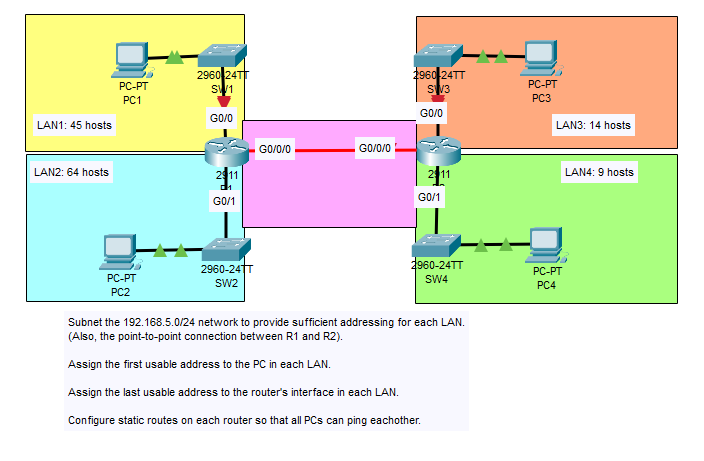 PC-PT
PC1
2960-24TT
SW1
G0/0
LAN1: 45 hosts
2960-24TT
SW3
PC-PT
PC3
G0/0
LAN3: 14 hosts
LAN2: 64 hosts
2911
G0/0/0
G0/0/0
2911
LAN4: 9 hosts
G0/1
G0/1
PC-PT
PC2
2960-24TT
SW2
2960-24TT
SW4
PC-PT
PC4
Subnet the 192.168.5.0/24 network to provide sufficient addressing for each LAN.
(Also, the point-to-point connection between R1 and R2).
Assign the first usable address to the PC in each LAN.
Assign the last usable address to the router's interface in each LAN.
Configure static routes on each router so that all PCs can ping eachother.